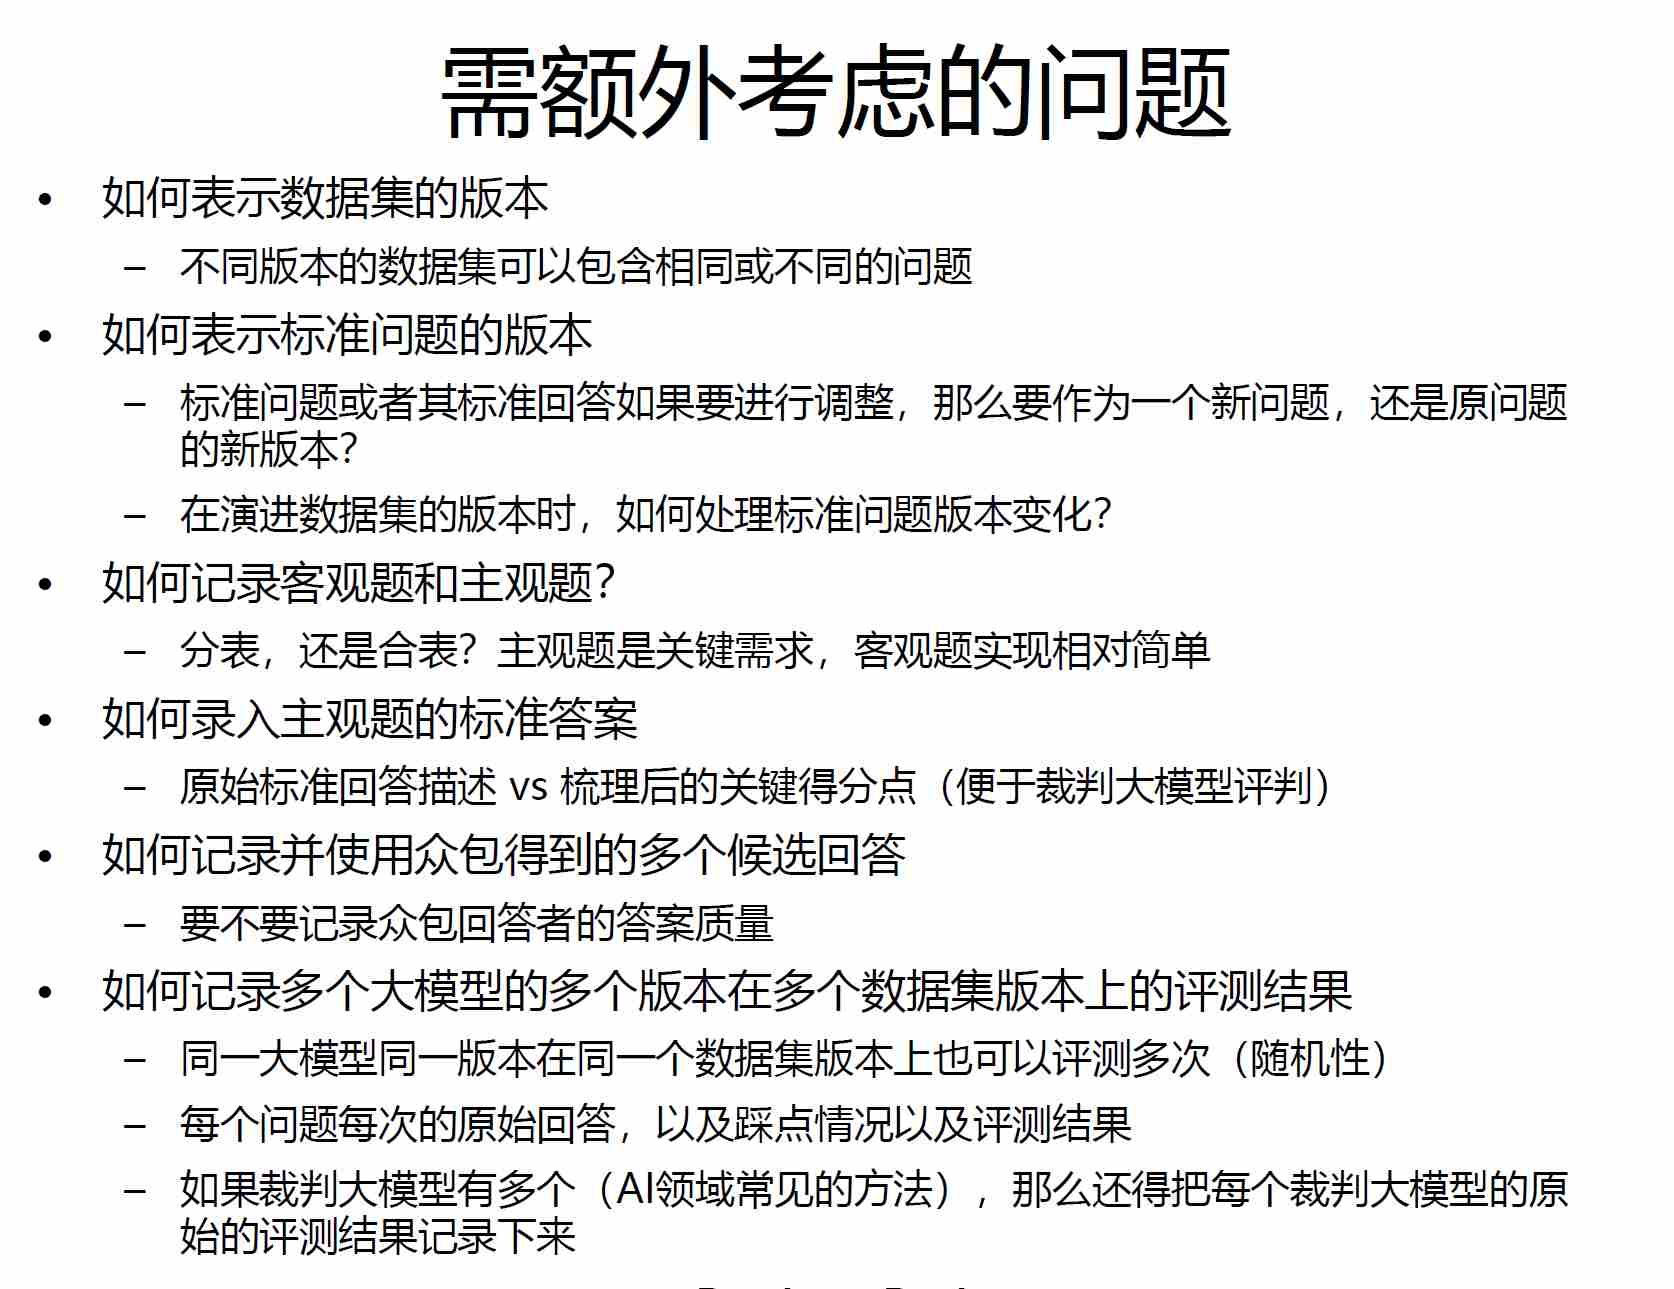 需额外考虑的问题
• 如何表示数据集的版本
– 不同版本的数据集可以包含相同或不同的问题
• 如何表示标准问题的版本
– 标准问题或者其标准回答如果要进行调整，那么要作为一个新问题，还是原问题
的新版本？
– 在演进数据集的版本时，如何处理标准问题版本变化？
• 如何记录客观题和主观题？
– 分表，还是合表？主观题是关键需求，客观题实现相对简单
• 如何录入主观题的标准答案
– 原始标准回答描述 vs 梳理后的关键得分点（便于裁判大模型评判）
• 如何记录并使用众包得到的多个候选回答
– 要不要记录众包回答者的答案质量
• 如何记录多个大模型的多个版本在多个数据集版本上的评测结果
– 同一大模型同一版本在同一个数据集版本上也可以评测多次（随机性）
– 每个问题每次的原始回答，以及踩点情况以及评测结果
– 如果裁判大模型有多个（AI领域常见的方法），那么还得把每个裁判大模型的原
始的评测结果记录下来